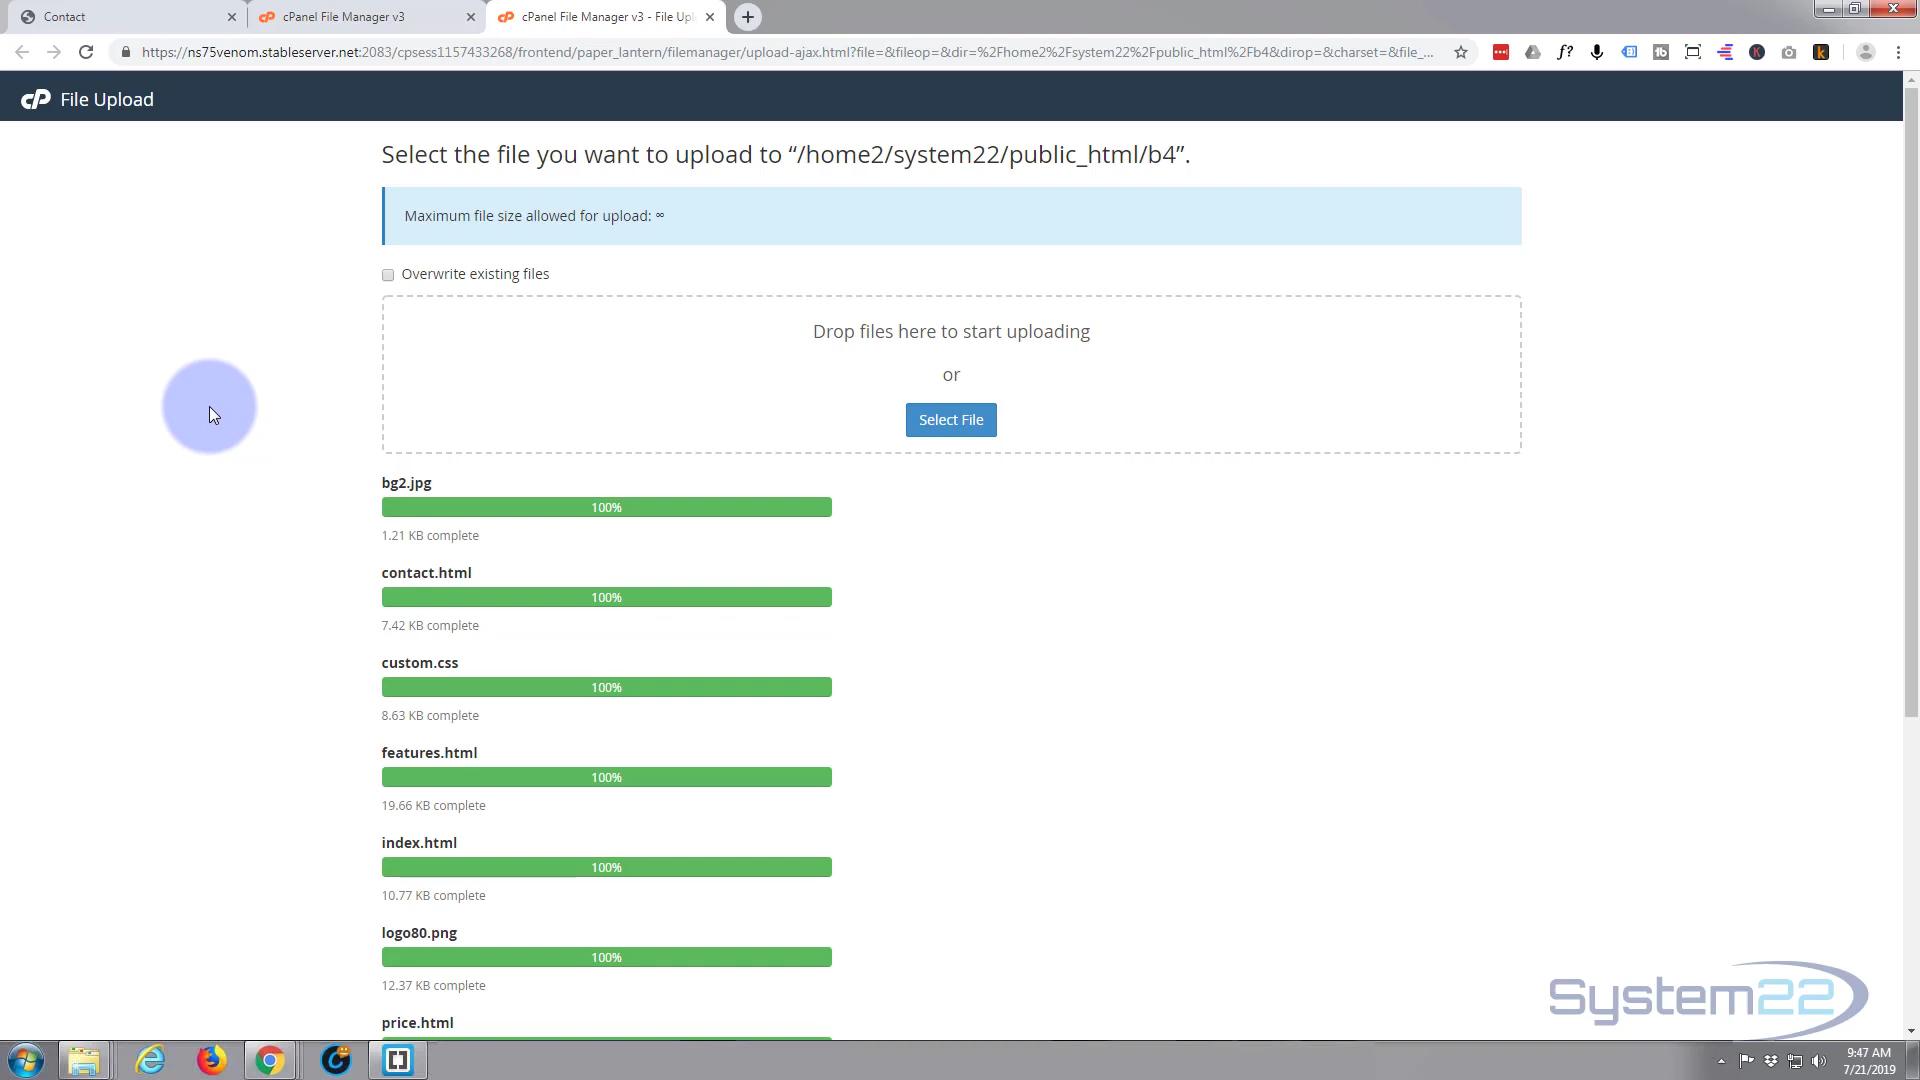 Contact
cPanel File Manager v3
cPanel File Manager v3 - File Upl
https://ns75venom.stableserver.net:2083/cpsess1157433268/frontend/paper_lantern/filemanager/upload-ajax.html?file=&fileop=&dir=%2Fhome2%2Fsystem22%2Fpublic_html%2Fb4&dirop=&charset=&file_...
cP File Upload
Select the file you want to upload to “/home2/system22/public_html/b4”.
Maximum file size allowed for upload: ∞
Overwrite existing files
Drop files here to start uploading
or
Select File
bg2.jpg
100%
1.21 KB complete
contact.html
100%
7.42 KB complete
custom.css
100%
8.63 KB complete
features.html
100%
19.66 KB complete
index.html
100%
10.77 KB complete
logo80.png
100%
12.37 KB complete
price.html
System22
9:47 AM
7/21/2019